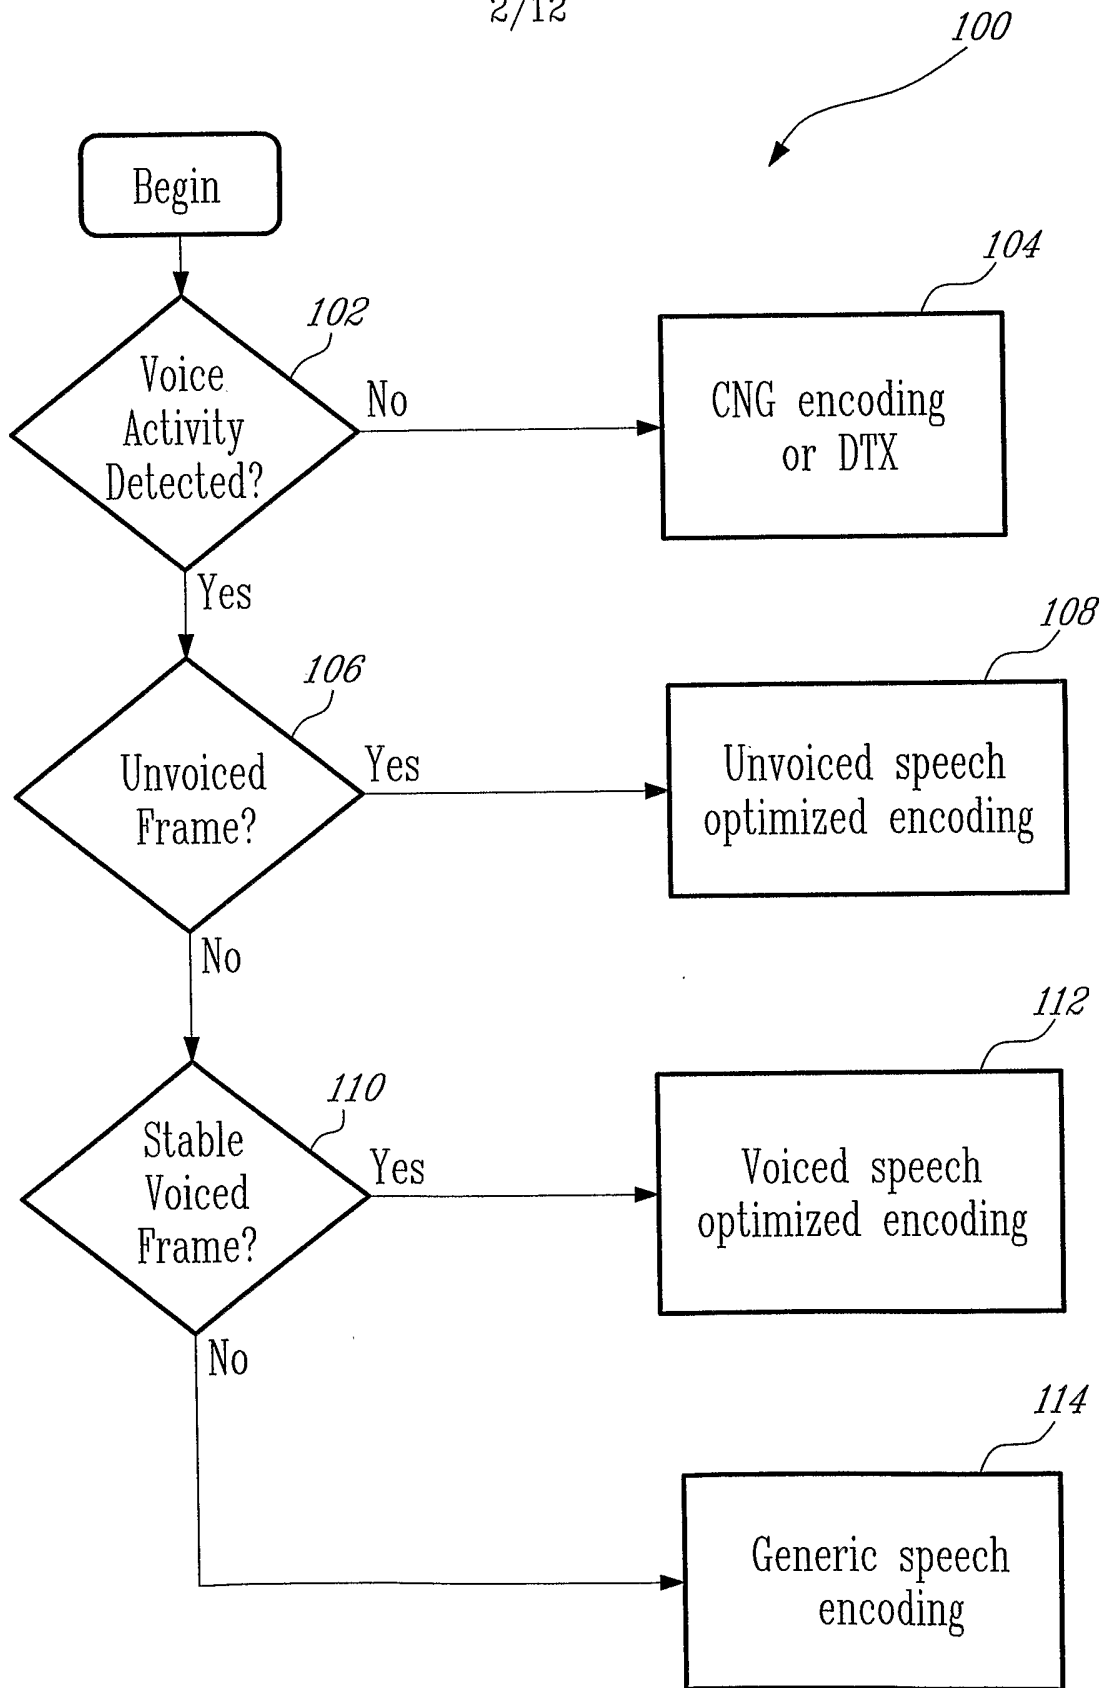 2/12
100
Begin
104
102
Voice
Activity
Detected?
No
CNG encoding
or DTX
Yes
108
106
Unvoiced
Frame?
Yes
Unvoiced speech
optimized encoding
No
112
110
Stable
Voiced
Frame?
Yes
Voiced speech
optimized encoding
No
114
Generic speech
encoding